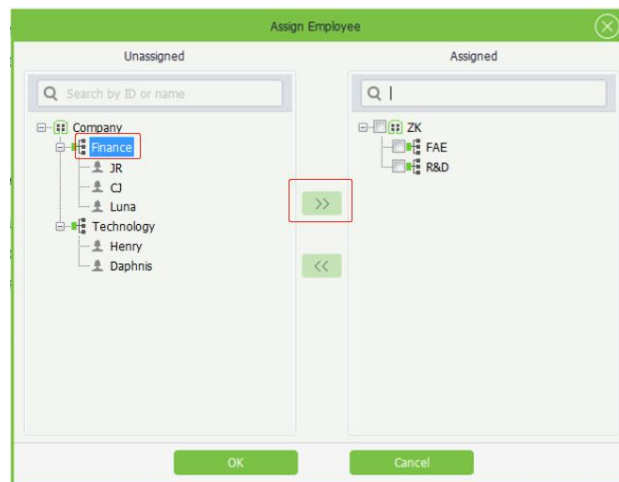 Assign Employee
Unassigned
Assigned
Search by ID or name
Company
Finance
JR
CJ
Luna
Technology
Henry
Daphnis
>>
<<
ZK
FAE
R&D
OK
Cancel